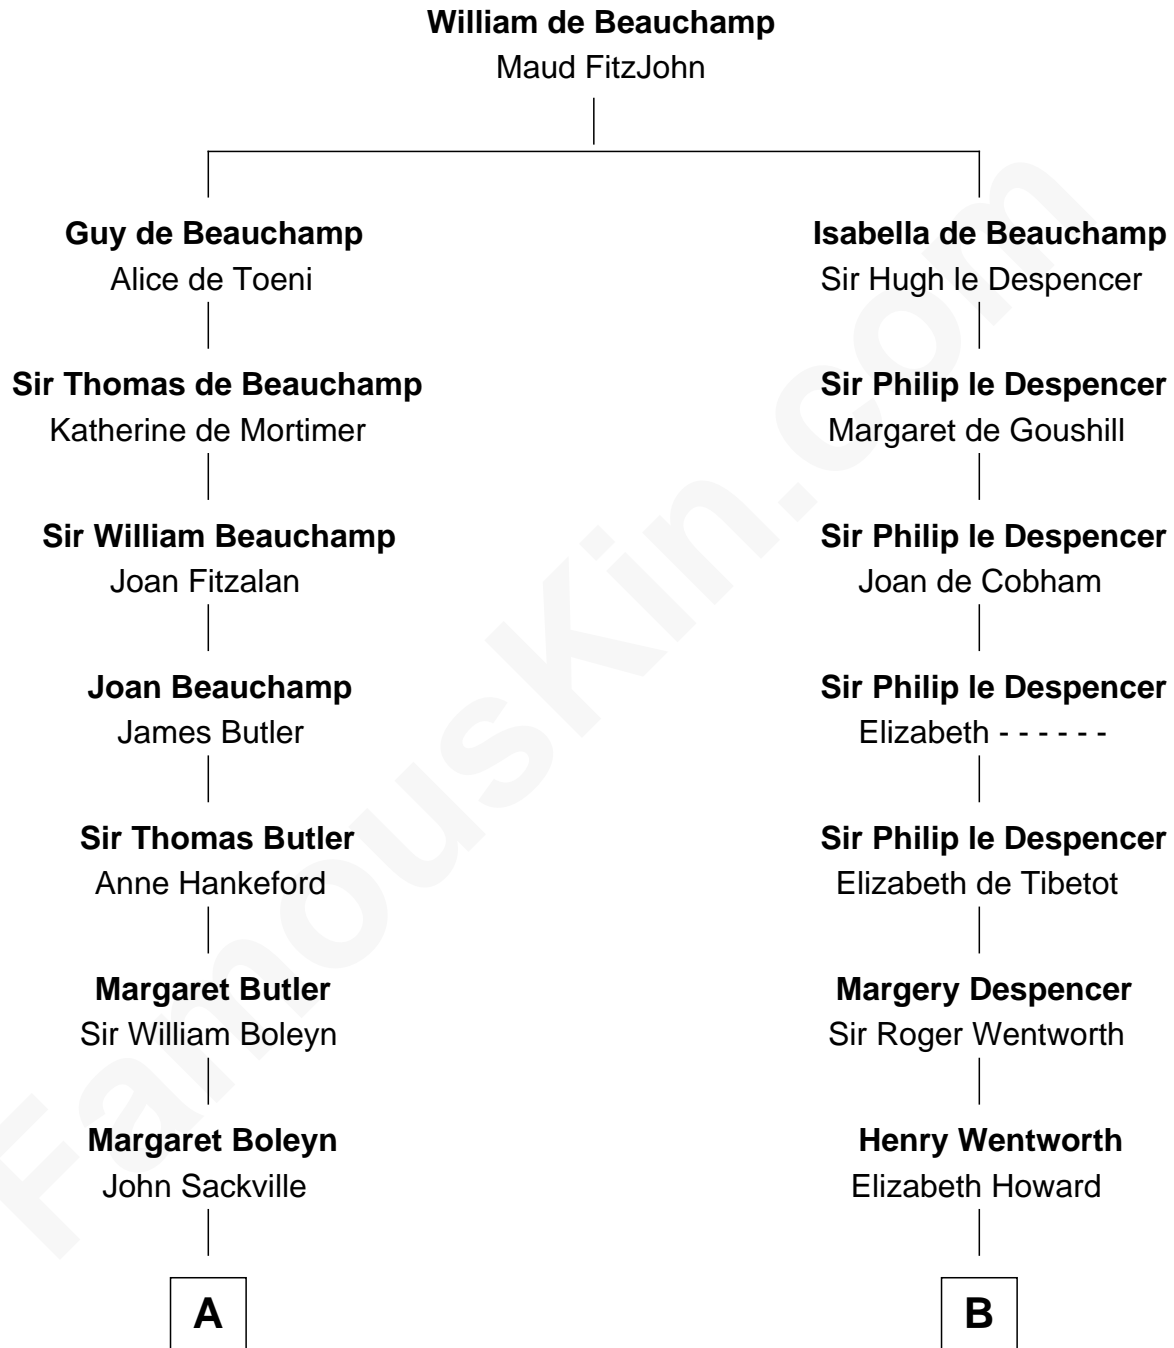 William de Beauchamp
Maud FitzJohn
Guy de Beauchamp
Alice de Toeni
Sir Thomas de Beauchamp
Katherine de Mortimer
Sir William Beauchamp
Joan Fitzalan
Joan Beauchamp
James Butler
Sir Thomas Butler
Anne Hankeford
Margaret Butler
Sir William Boleyn
Margaret Boleyn
John Sackville
A
Isabella de Beauchamp
Sir Hugh le Despencer
Sir Philip le Despencer
Margaret de Goushill
Sir Philip le Despencer
Joan de Cobham
Sir Philip le Despencer
Elizabeth - - - - - -
Sir Philip le Despencer
Elizabeth de Tibetot
Margery Despencer
Sir Roger Wentworth
Henry Wentworth
Elizabeth Howard
B
FamousKin.com